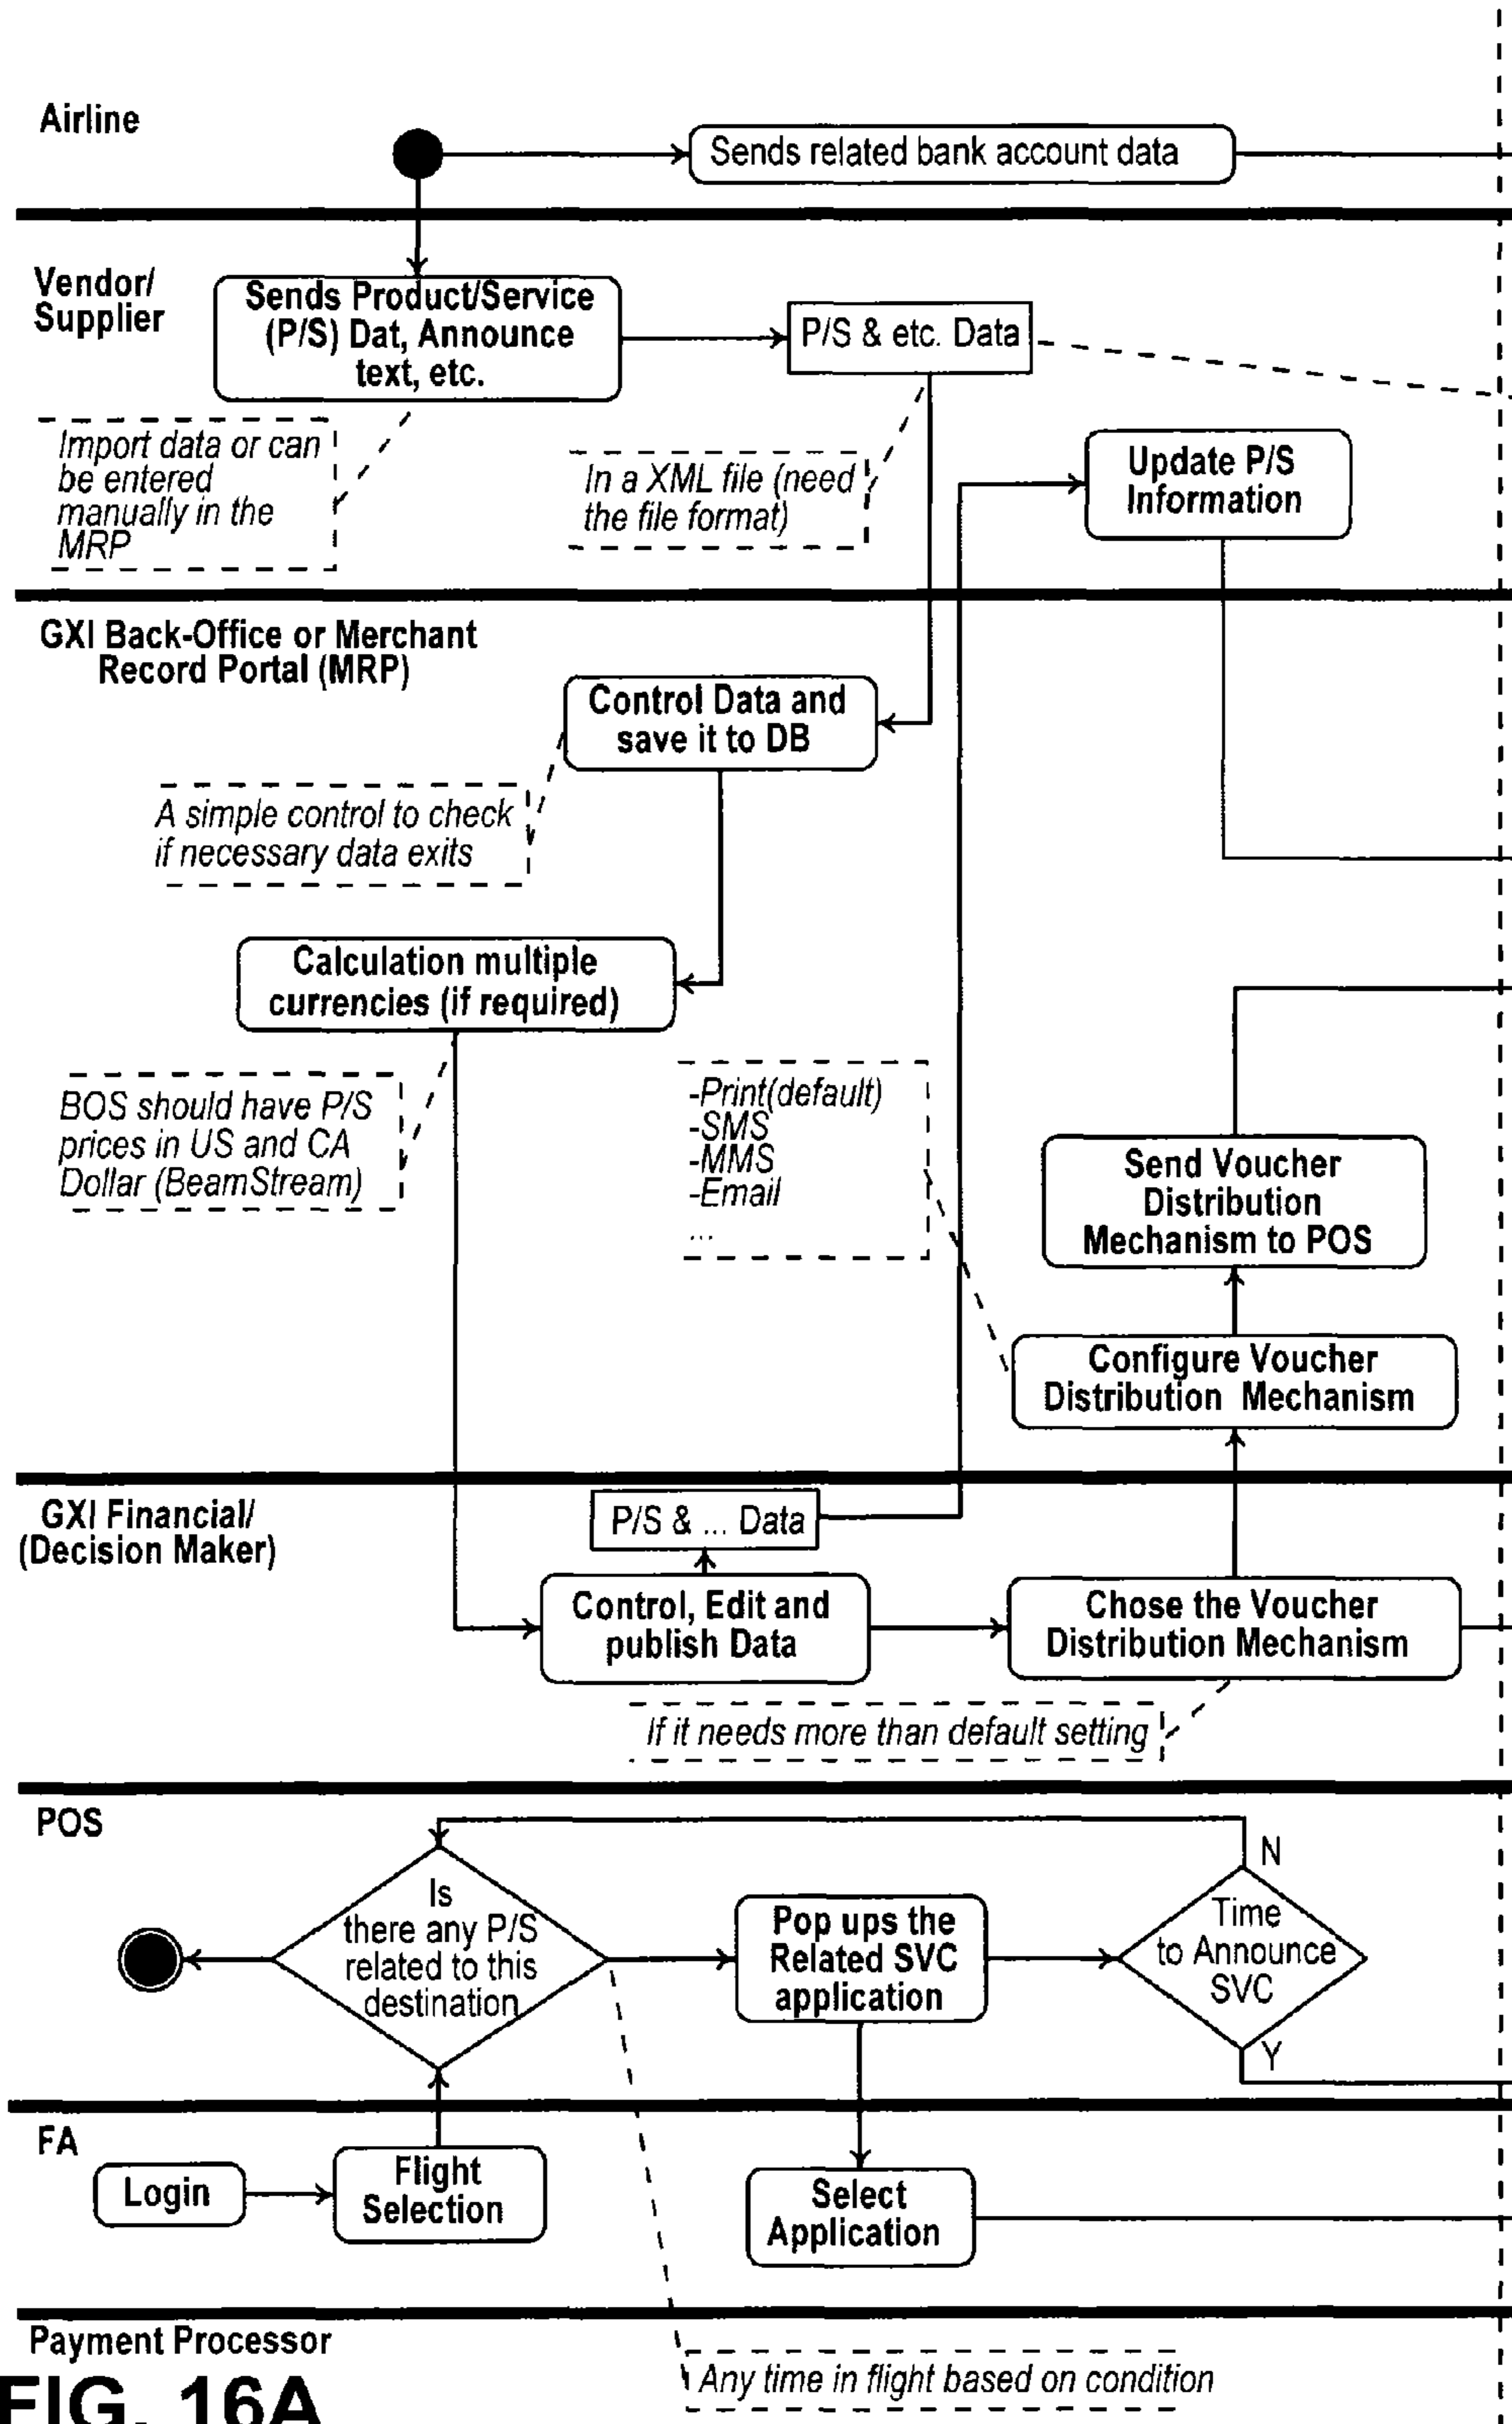 Airline
Sends related bank account data
Vendor/
Supplier
Sends Product/Service
(P/S) Dat, Announce
text, etc.
P/S & etc. Data
Import data or can
be entered
manually in the
MRP
In a XML file (need
the file format)
Update P/S
Information
GXI Back-Office or Merchant
Record Portal (MRP)
Control Data and
save it to DB
A simple control to check
if necessary data exits
Calculation multiple
currencies (if required)
BOS should have P/S
prices in US and CA
Dollar (BeamStream)
-Print(default)
-SMS
-MMS
-Email
...
Send Voucher
Distribution
Mechanism to POS
Configure Voucher
Distribution Mechanism
GXI Financial/
(Decision Maker)
P/S & ... Data
Control, Edit and
publish Data
Chose the Voucher
Distribution Mechanism
If it needs more than default setting
POS
Is
there any P/S
related to this
destination
Pop ups the
Related SVC
application
N
Time
to Announce
SVC
Y
FA
Login
Flight
Selection
Select
Application
Payment Processor
Any time in flight based on condition
FIG. 16A